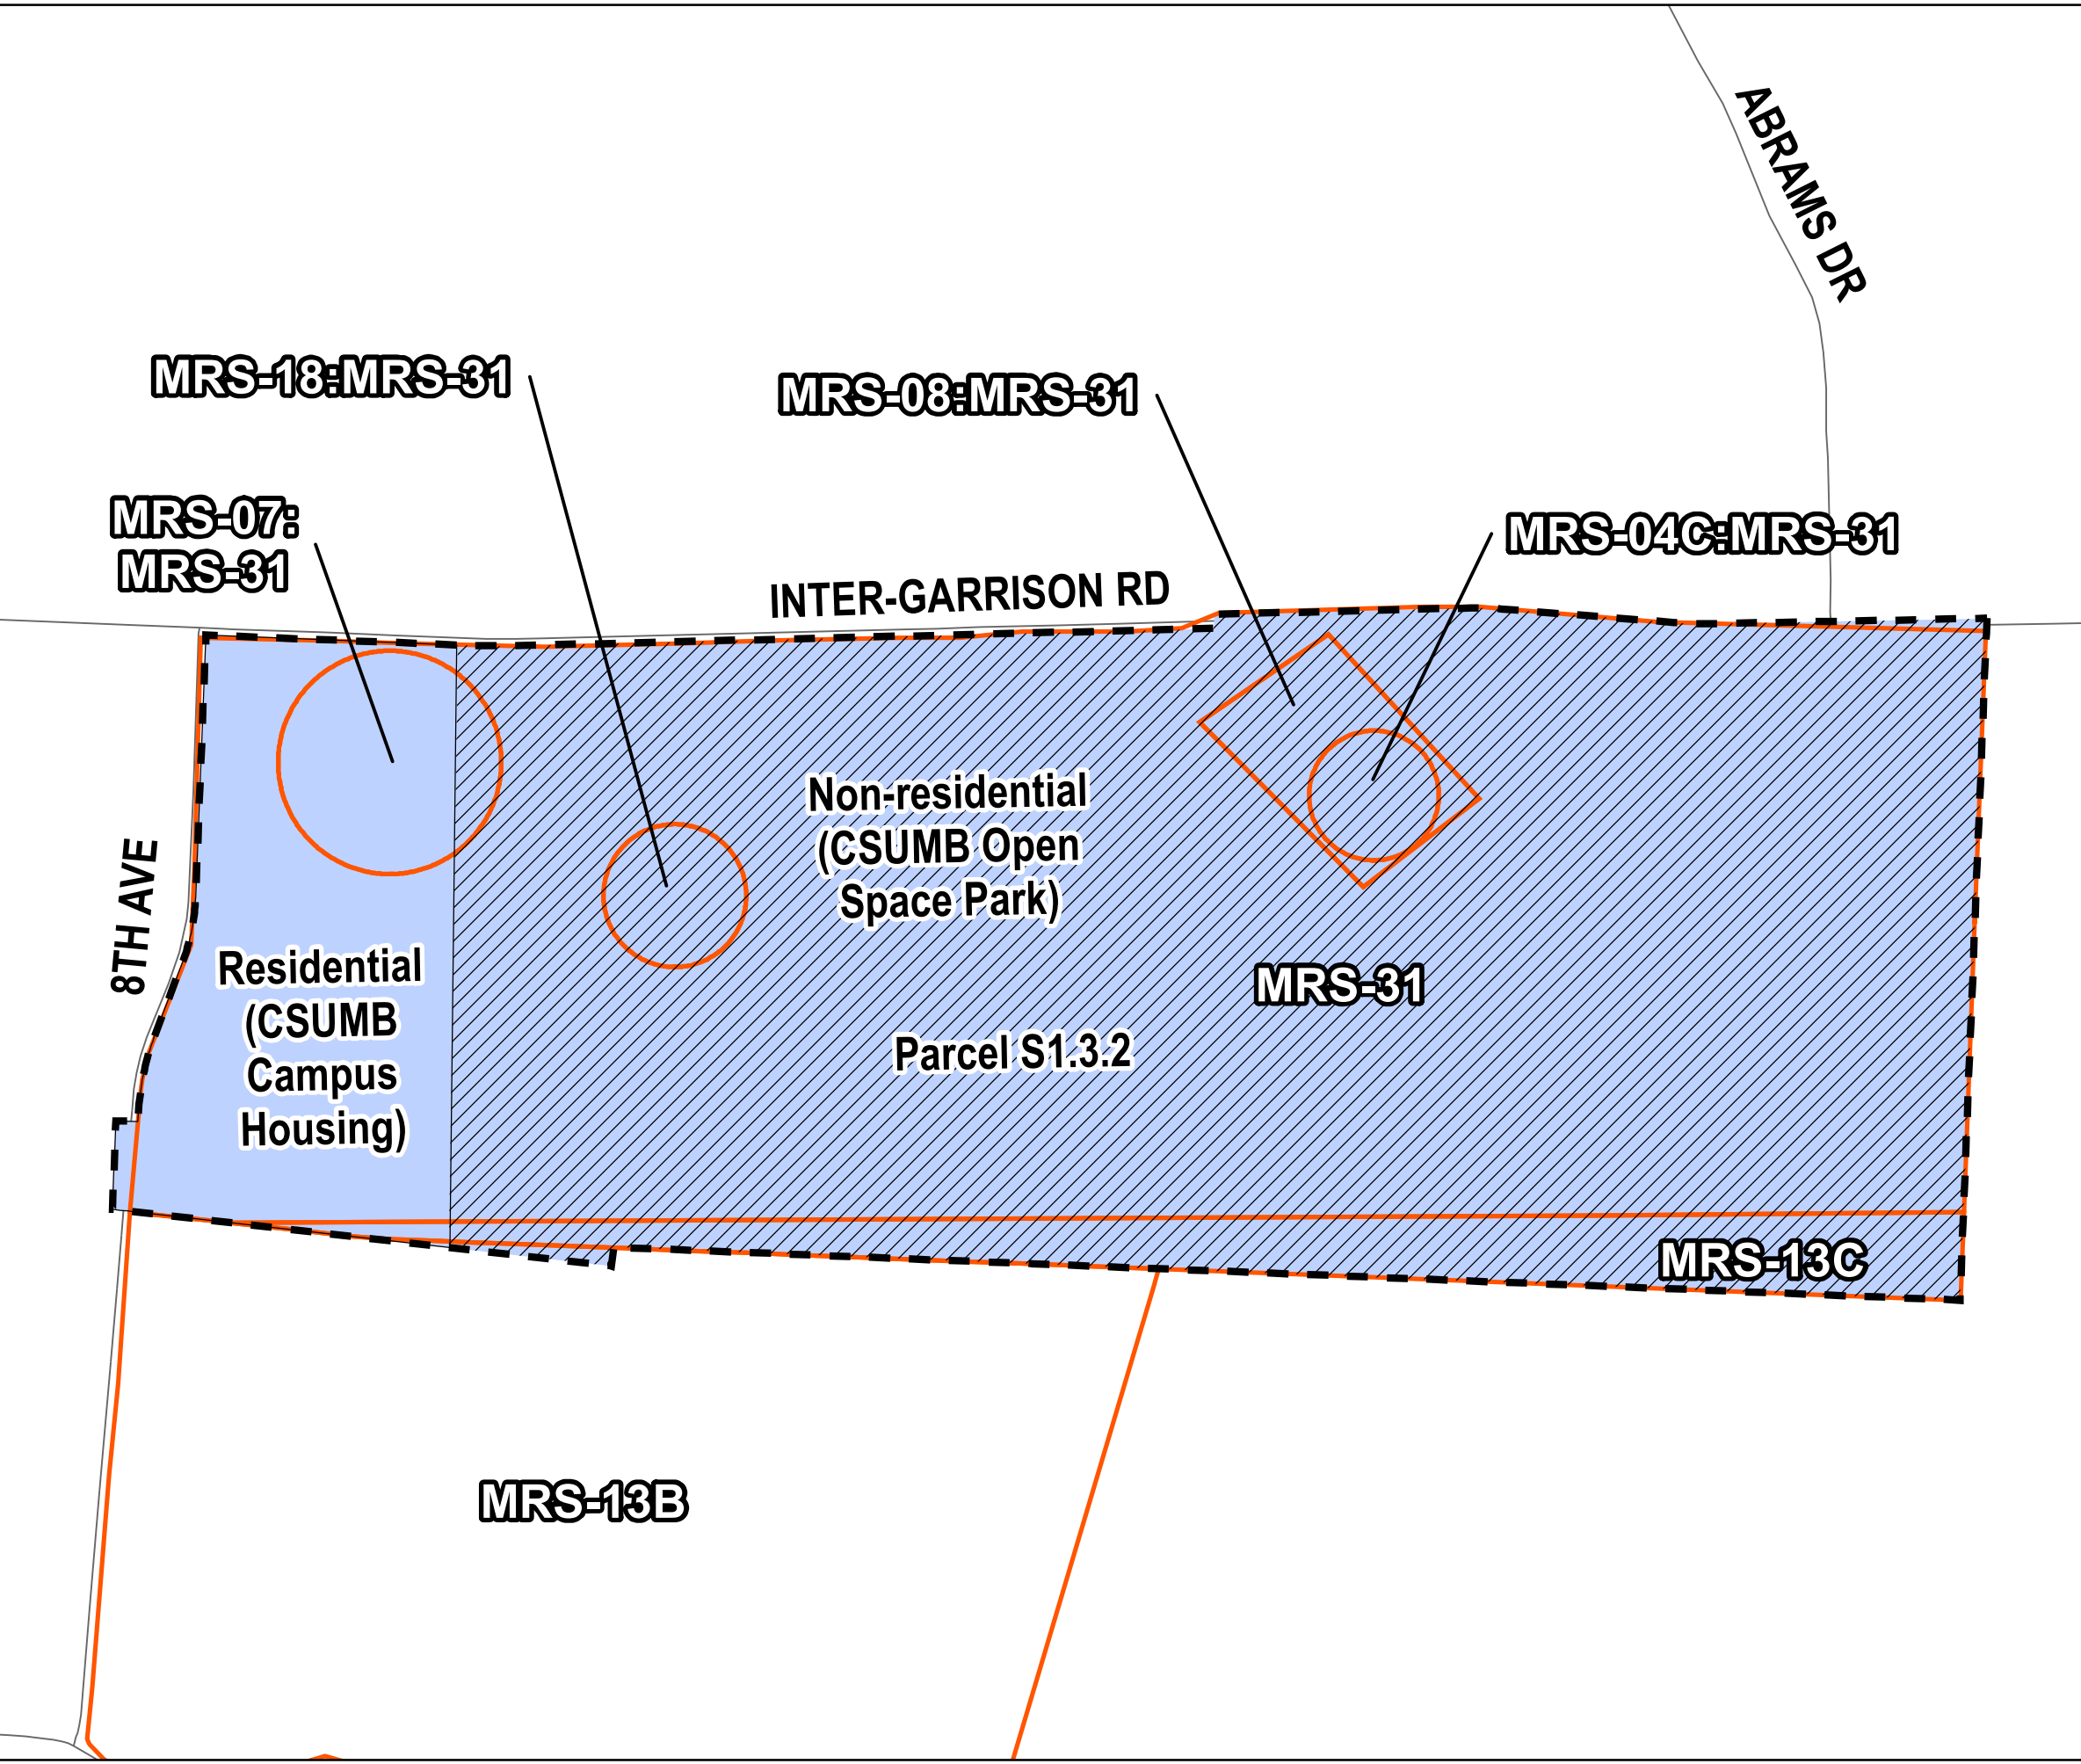 ABRAMS DR
MRS-18:MRS-31
MRS-08:MRS-31
MRS-07:
MRS-31
MRS-04C:MRS-31
INTER-GARRISON RD
Non-residential
(CSUMB Open
Space Park)
8TH AVE
Residential
(CSUMB
Campus
Housing)
MRS-31
Parcel S1.3.2
MRS-13C
MRS-13B